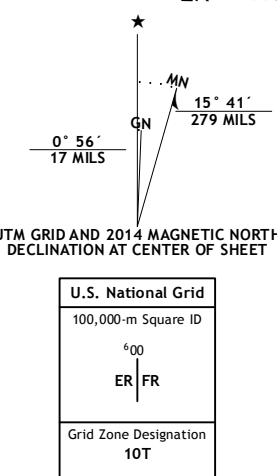 ★
MN
GN
15° 41´
279 MILS
0° 56´
17 MILS
UTM GRID AND 2014 MAGNETIC NORTH
DECLINATION AT CENTER OF SHEET
U.S. National Grid
100,000-m Square ID
⁶00
ER FR
Grid Zone Designation
10T